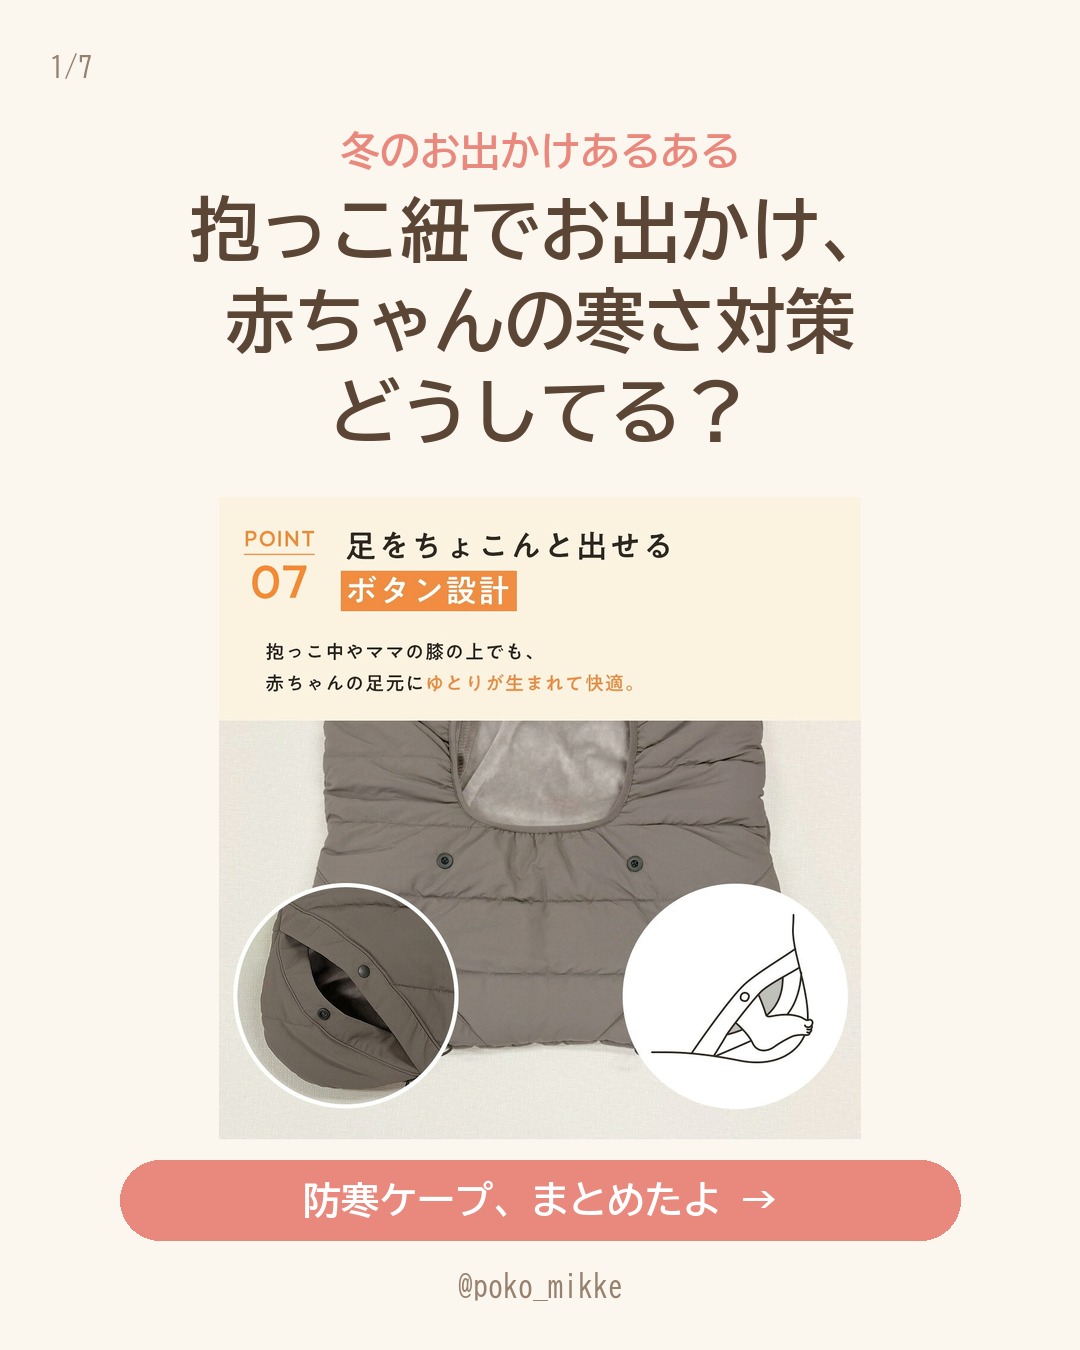 1/7
冬のお出かけあるある
抱っこ紐でお出かけ、
赤ちゃんの寒さ対策
どうしてる？
POINT
07
足をちょこんと出せる
ボタン設計
抱っこ中やママの膝の上でも、
赤ちゃんの足元にゆとりが生まれて快適。
防寒ケープ、まとめたよ →
@poko_mikke